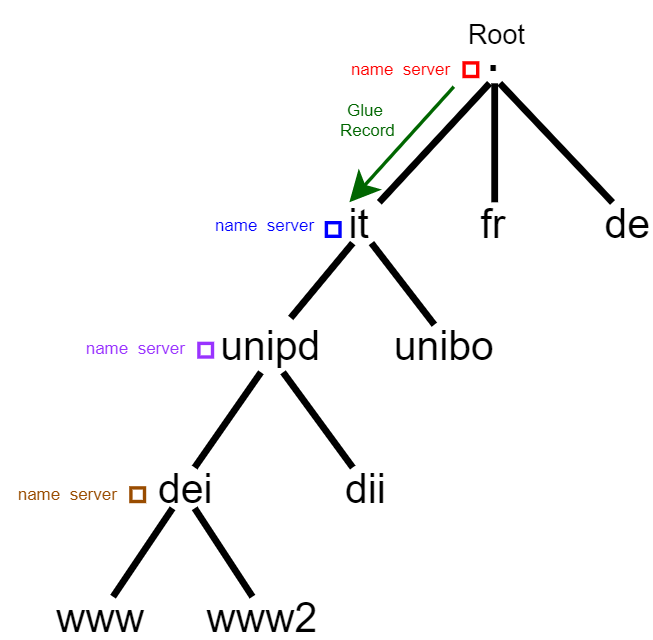 Root
name server .
Glue
Record
name server it fr de
name server unipd unibo
name server dei dii
www www2